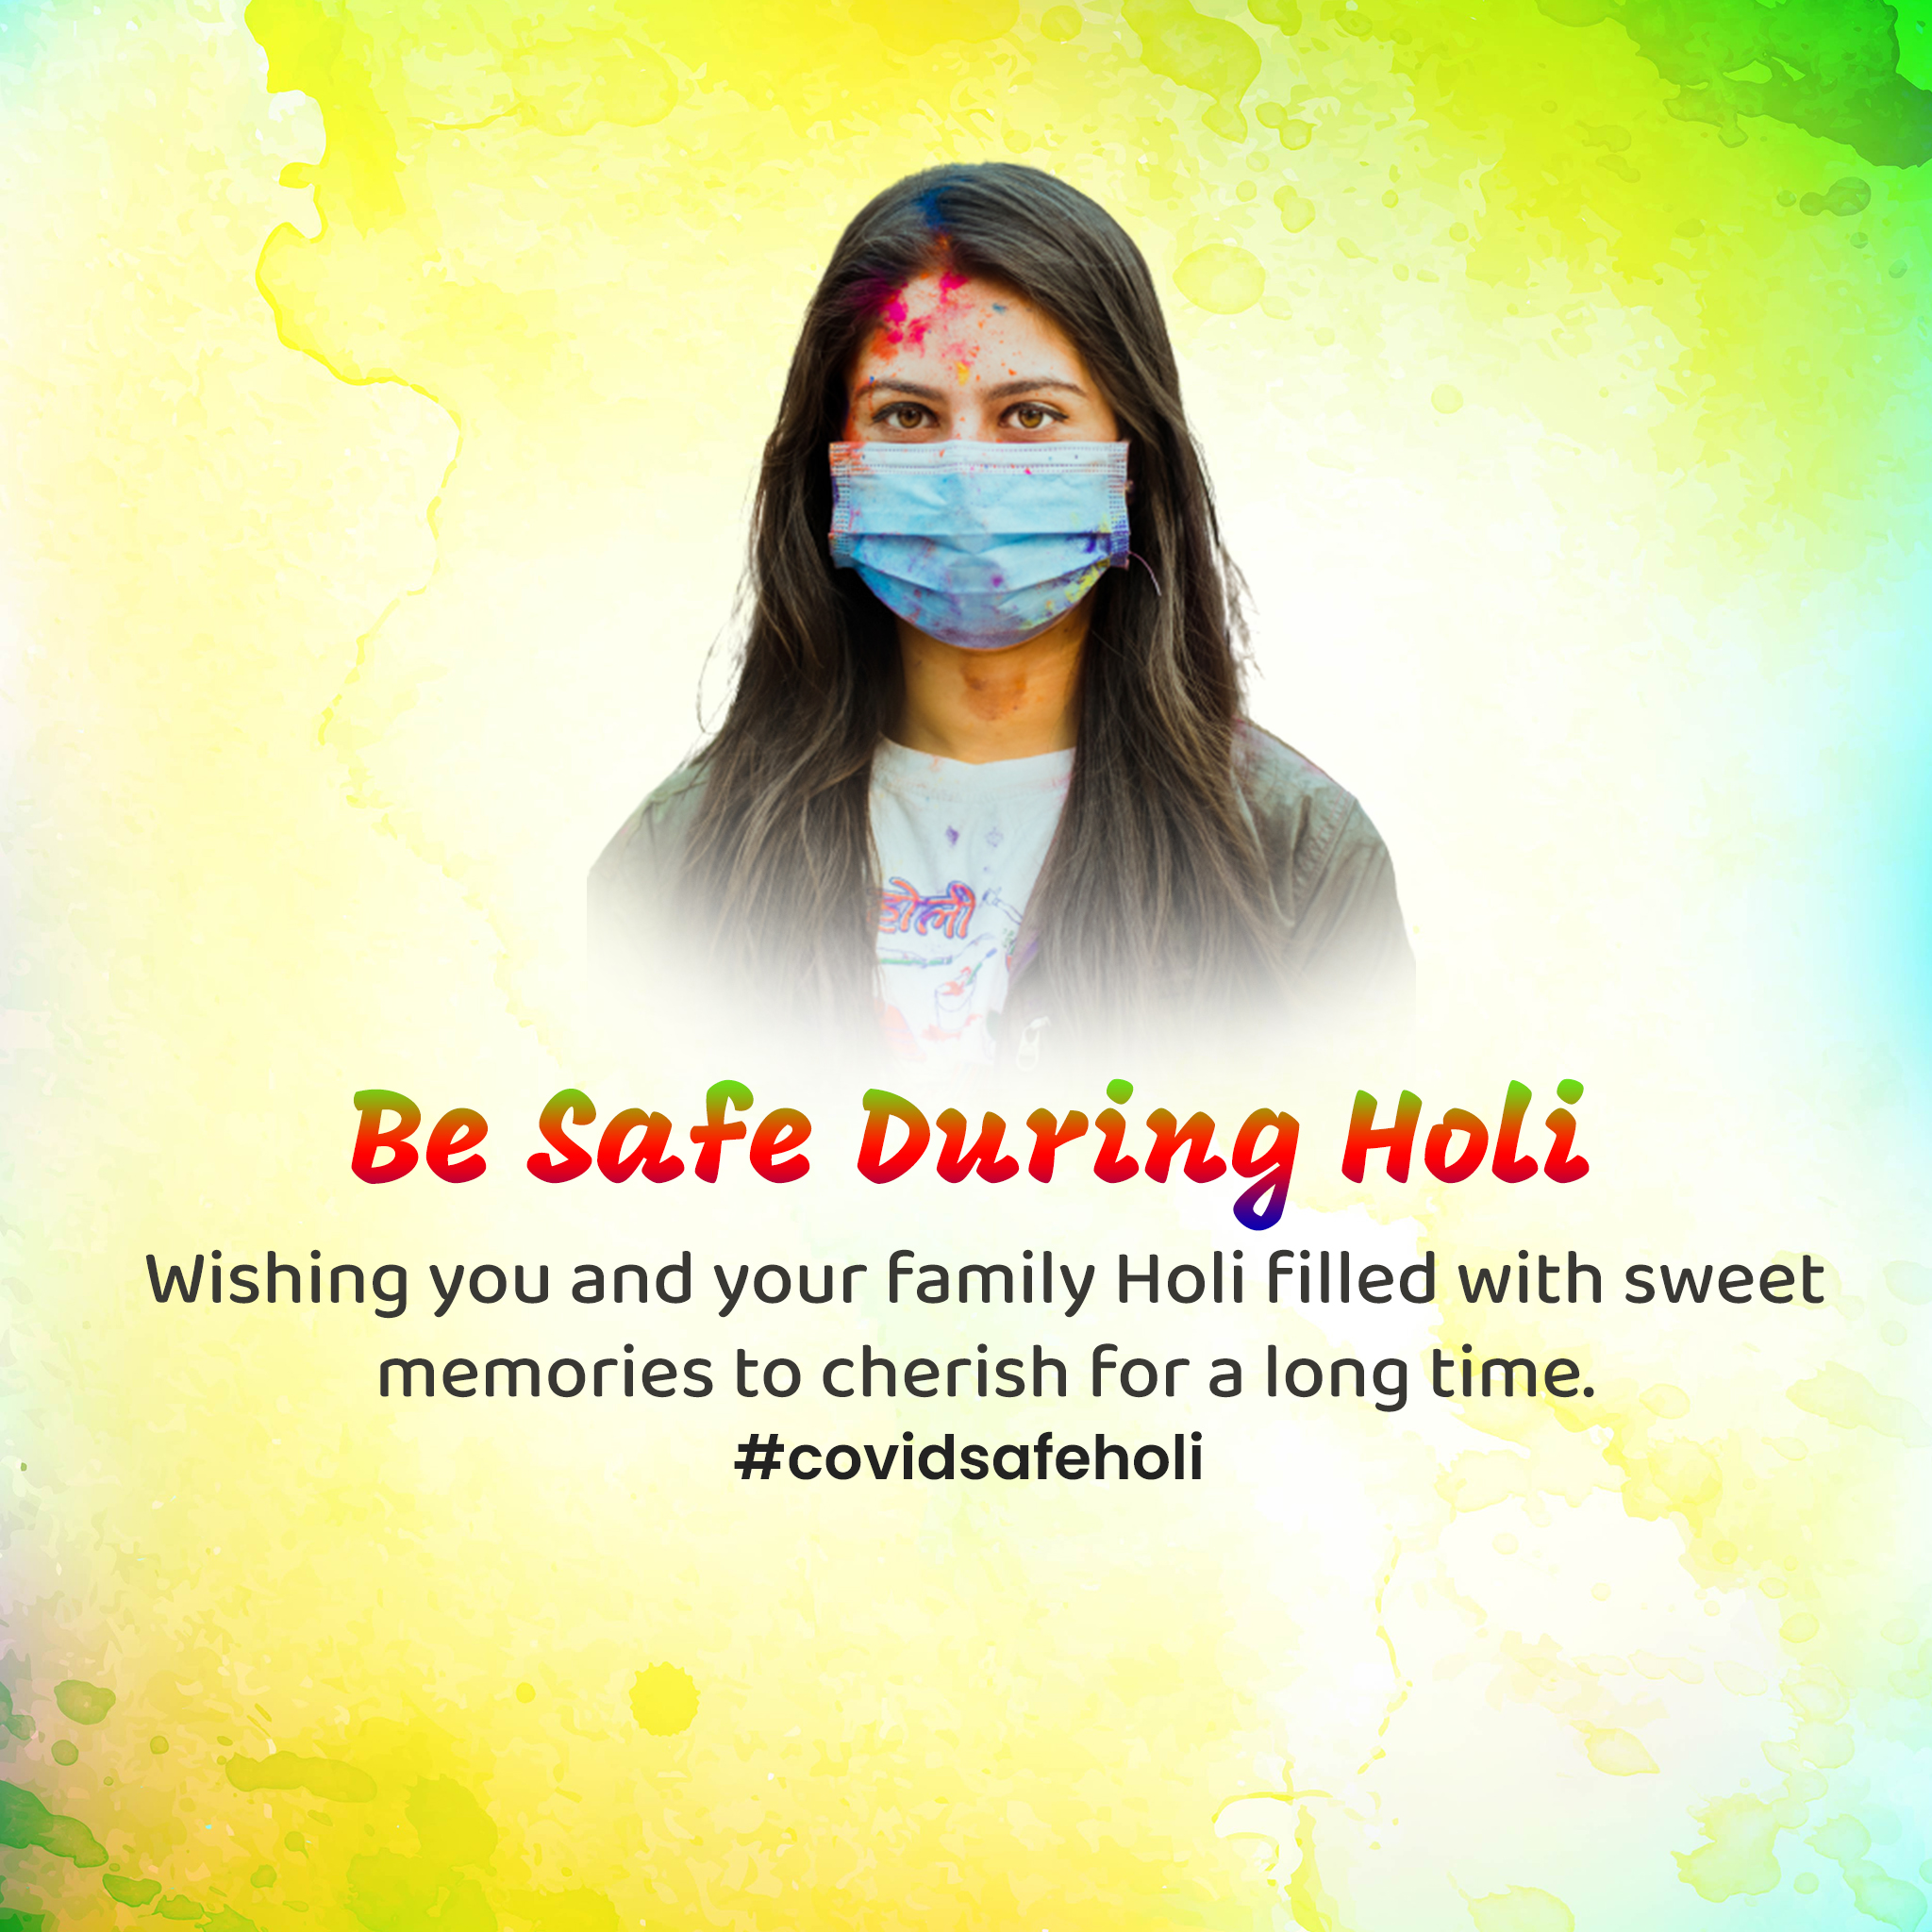 होली
Be Safe During Holi
Wishing you and your family Holi filled with sweet
memories to cherish for a long time.
#covidsafeholi